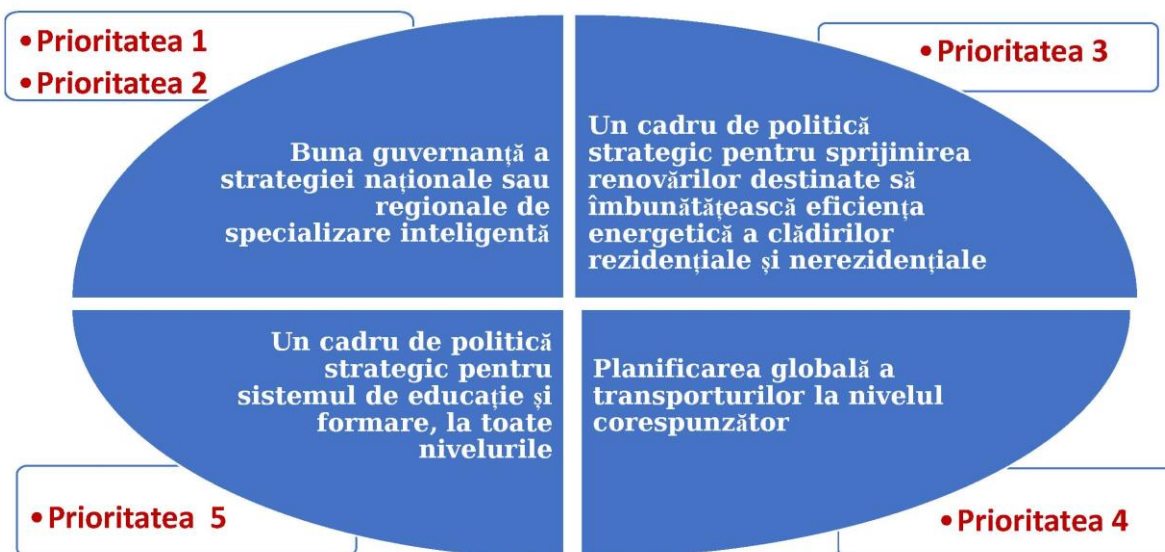 • Prioritatea 1
• Prioritatea 2
Buna guvernanță a
strategiei naționale sau
regionale de
specializare inteligentă
• Prioritatea 3
Un cadru de politică
strategic pentru sprijinirea
renovărilor destinate să
îmbunătățească eficiența
energetică a clădirilor
rezidențiale și nerezidențiale
Un cadru de politică
strategic pentru
sistemul de educație și
formare, la toate
nivelurile
• Prioritatea 5
Planificarea globală a
transporturilor la nivelul
corespunzător
• Prioritatea 4